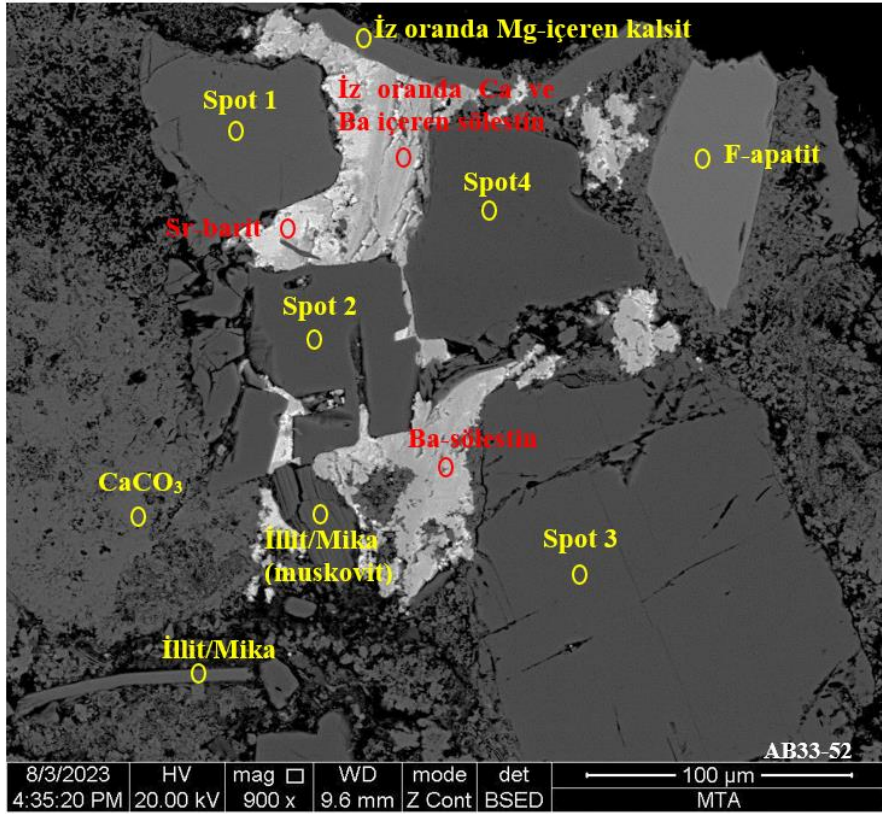 İz oranda Mg-içeren kalsit
Spot 1
İz oranda Ca ve
Ba içeren sölestin
F-apatit
Spot4
Sr-barit
Spot 2
Ba-sölestin
CaCO₃
İllit/Mika
(muskovit)
Spot 3
İllit/Mika
AB33-52
8/3/2023 HV mag WD mode det 100 µm
4:35:20 PM 20.00 kV 900 x 9.6 mm Z Cont BSED MTA